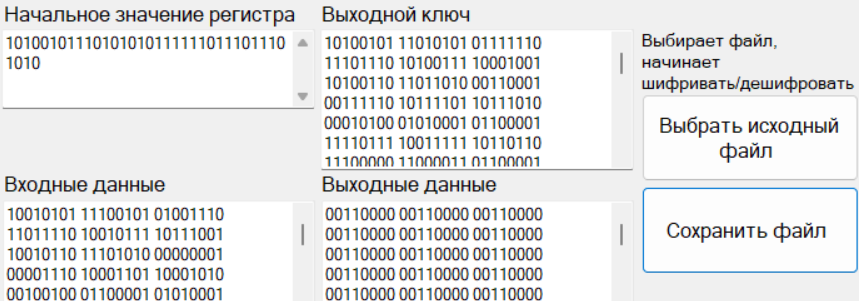 Начальное значение регистра
1010010111010101011111101110​1110
1010
Выходной ключ
10100101 11010101 01111110
11101110 10100111 10001001
10100110 11011010 00110001
00111110 10111101 10111010
00010100 01010001 01100001
11110111 10011111 10110110
11100000 11000011 01100001
Выбирает файл,
начинает
шифривать/дешифровать
Выбрать исходный
файл
Сохранить файл
Входные данные
10010101 11100101 01001110
11011110 10010111 10111001
10010110 11101010 00000001
00001110 10001101 10001010
00100100 01100001 01010001
Выходные данные
00110000 00110000 00110000
00110000 00110000 00110000
00110000 00110000 00110000
00110000 00110000 00110000
00110000 00110000 00110000